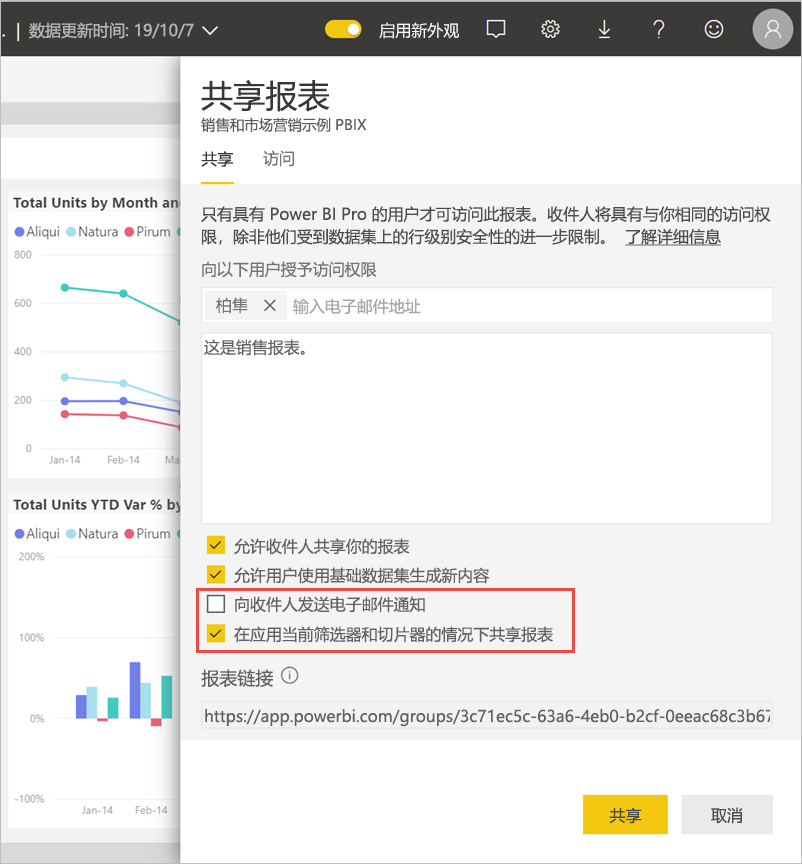 . | 数据更新时间: 19/10/7
启用新外观
共享报表
销售和市场营销示例 PBIX
共享 访问
只有具有 Power BI Pro 的用户才可访问此报表。收件人将具有与你相同的访问权
限，除非他们受到数据集上的行级别安全性的进一步限制。 了解详细信息
向以下用户授予访问权限
柏隼 输入电子邮件地址
这是销售报表。
允许收件人共享你的报表
允许用户使用基础数据集生成新内容
向收件人发送电子邮件通知
在应用当前筛选器和切片器的情况下共享报表
报表链接
https://app.powerbi.com/groups/3c71ec5c-63a6-4eb0-b2cf-0eeac68c3b67
共享 取消
Total Units by Month and
Aliqui Natura Pirum
800
600
400
200
0
Jan-14 Feb-14 Ma
Total Units YTD Var % by
Aliqui Natura Pirum
200%
100%
0%
-100%
Jan-14 Feb-14